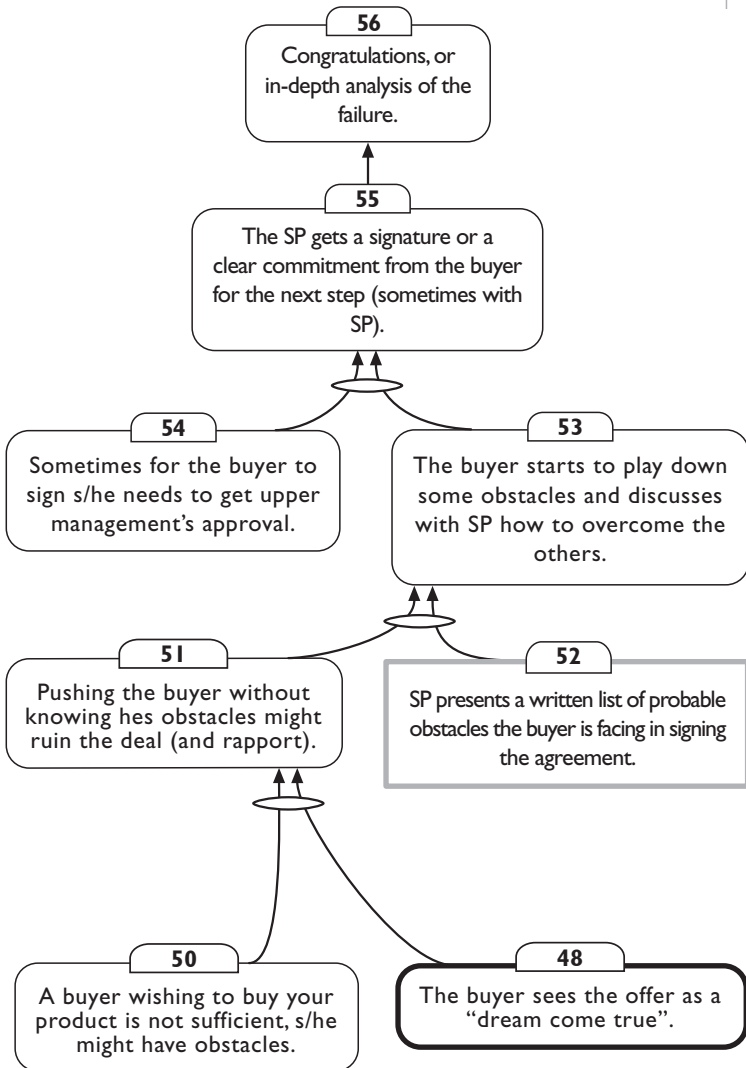 56
Congratulations, or
in-depth analysis of the
failure.
55
The SP gets a signature or a
clear commitment from the buyer
for the next step (sometimes with
SP).
54
Sometimes for the buyer to
sign s/he needs to get upper
management's approval.
53
The buyer starts to play down
some obstacles and discusses
with SP how to overcome the
others.
51
Pushing the buyer without
knowing hes obstacles might
ruin the deal (and rapport).
52
SP presents a written list of probable
obstacles the buyer is facing in signing
the agreement.
50
A buyer wishing to buy your
product is not sufficient, s/he
might have obstacles.
48
The buyer sees the offer as a
“dream come true”.